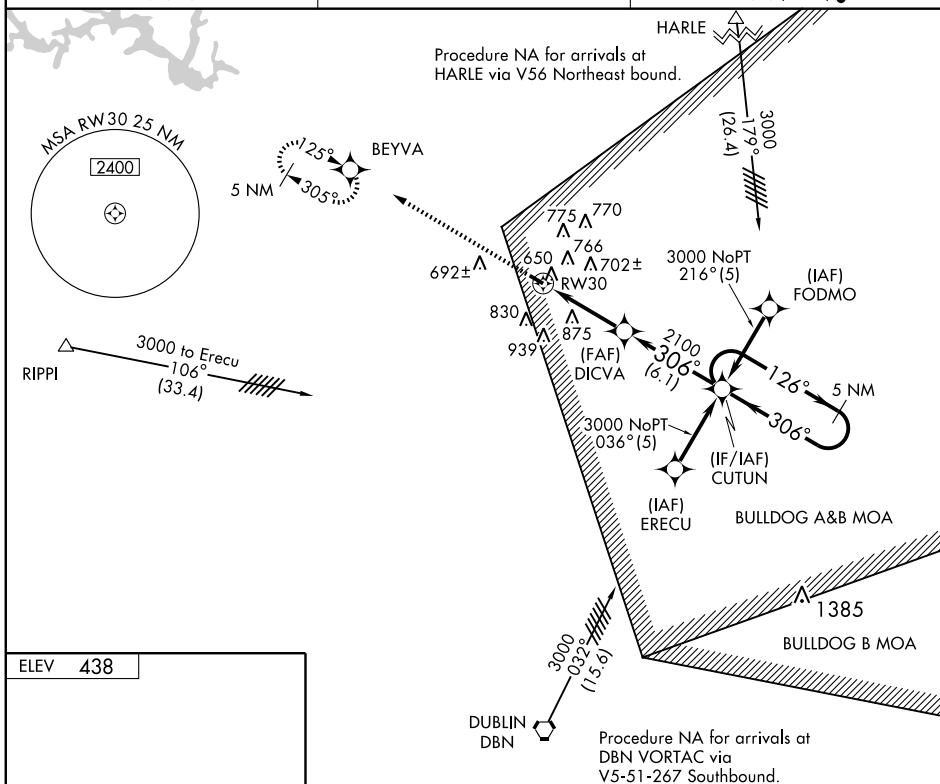 HARLE
Procedure NA for arrivals at
HARLE via V56 Northeast bound.
MSA RW30 25 NM
2400
125°
BEYVA
305°
5 NM
3000
179°
(26.4)
775
770
766
650
702±
692±
RW30
3000 NoPT
216° (5)
(IAF)
FODMO
830
875
939
(FAF)
DICVA
2100
306°
(6.1)
126°
5 NM
306°
RIPPI
3000 to Erecu
106°
(33.4)
3000 NoPT
036° (5)
(IF/IAF)
CUTUN
(IAF)
ERECU
BULLDOG A&B MOA
1385
BULLDOG B MOA
ELEV 438
3000
032°
(15.6)
DUBLIN
DBN
Procedure NA for arrivals at
DBN VORTAC via
V5-51-267 Southbound.